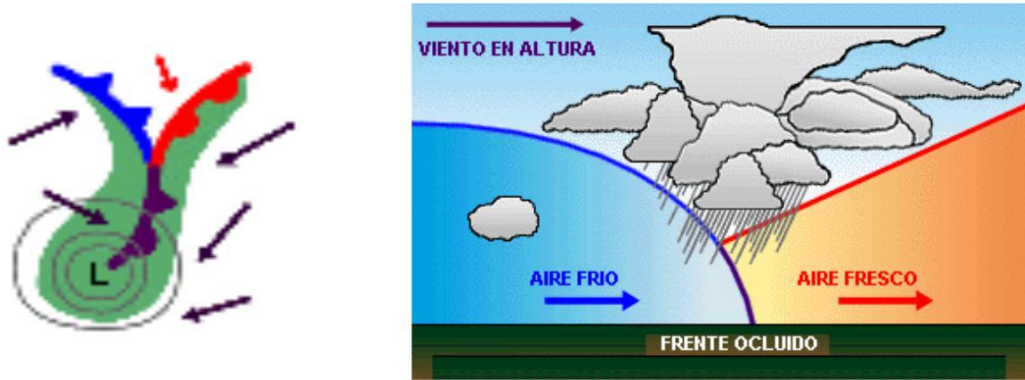 L
VIENTO EN ALTURA
AIRE FRIO
AIRE FRESCO
FRENTE OCLUIDO